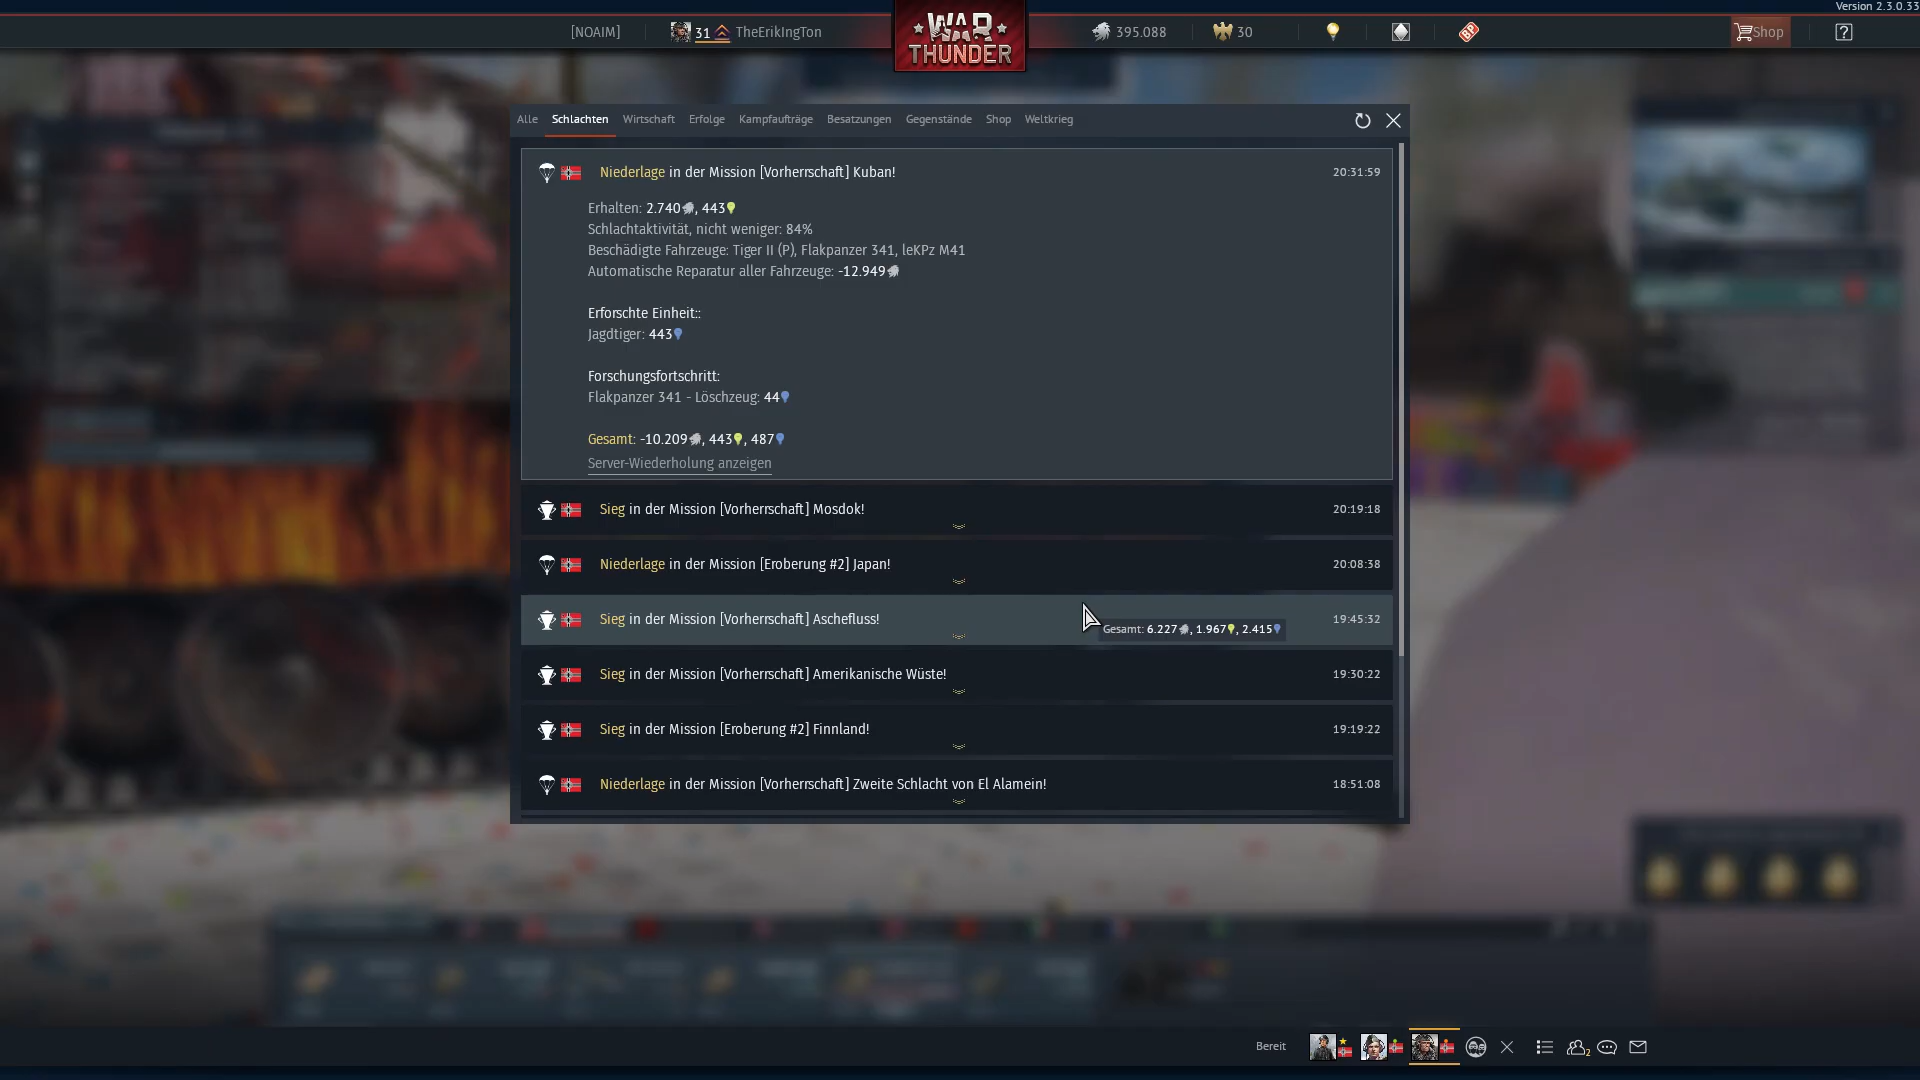 Version 2.3.0.33
[NOAIM] 31 TheErikIngTon 395.088 30 Shop
WAR THUNDER
Alle Schlachten Wirtschaft Erfolge Kampfaufträge Besatzungen Gegenstände Shop Weltkrieg
Niederlage in der Mission [Vorherrschaft] Kuban! 20:31:59
Erhalten: 2.740, 443
Schlachtaktivität, nicht weniger: 84%
Beschädigte Fahrzeuge: Tiger II (P), Flakpanzer 341, leKPz M41
Automatische Reparatur aller Fahrzeuge: -12.949
Erforschte Einheit::
Jagdtiger: 443
Forschungsfortschritt:
Flakpanzer 341 - Löschzeug: 44
Gesamt: -10.209, 443, 487
Server-Wiederholung anzeigen
Sieg in der Mission [Vorherrschaft] Mosdok! 20:19:18
Niederlage in der Mission [Eroberung #2] Japan! 20:08:38
Sieg in der Mission [Vorherrschaft] Aschefluss! 19:45:32
Gesamt: 6.227, 1.967, 2.415
Sieg in der Mission [Vorherrschaft] Amerikanische Wüste! 19:30:22
Sieg in der Mission [Eroberung #2] Finnland! 19:19:22
Niederlage in der Mission [Vorherrschaft] Zweite Schlacht von El Alamein! 18:51:08
Bereit 2